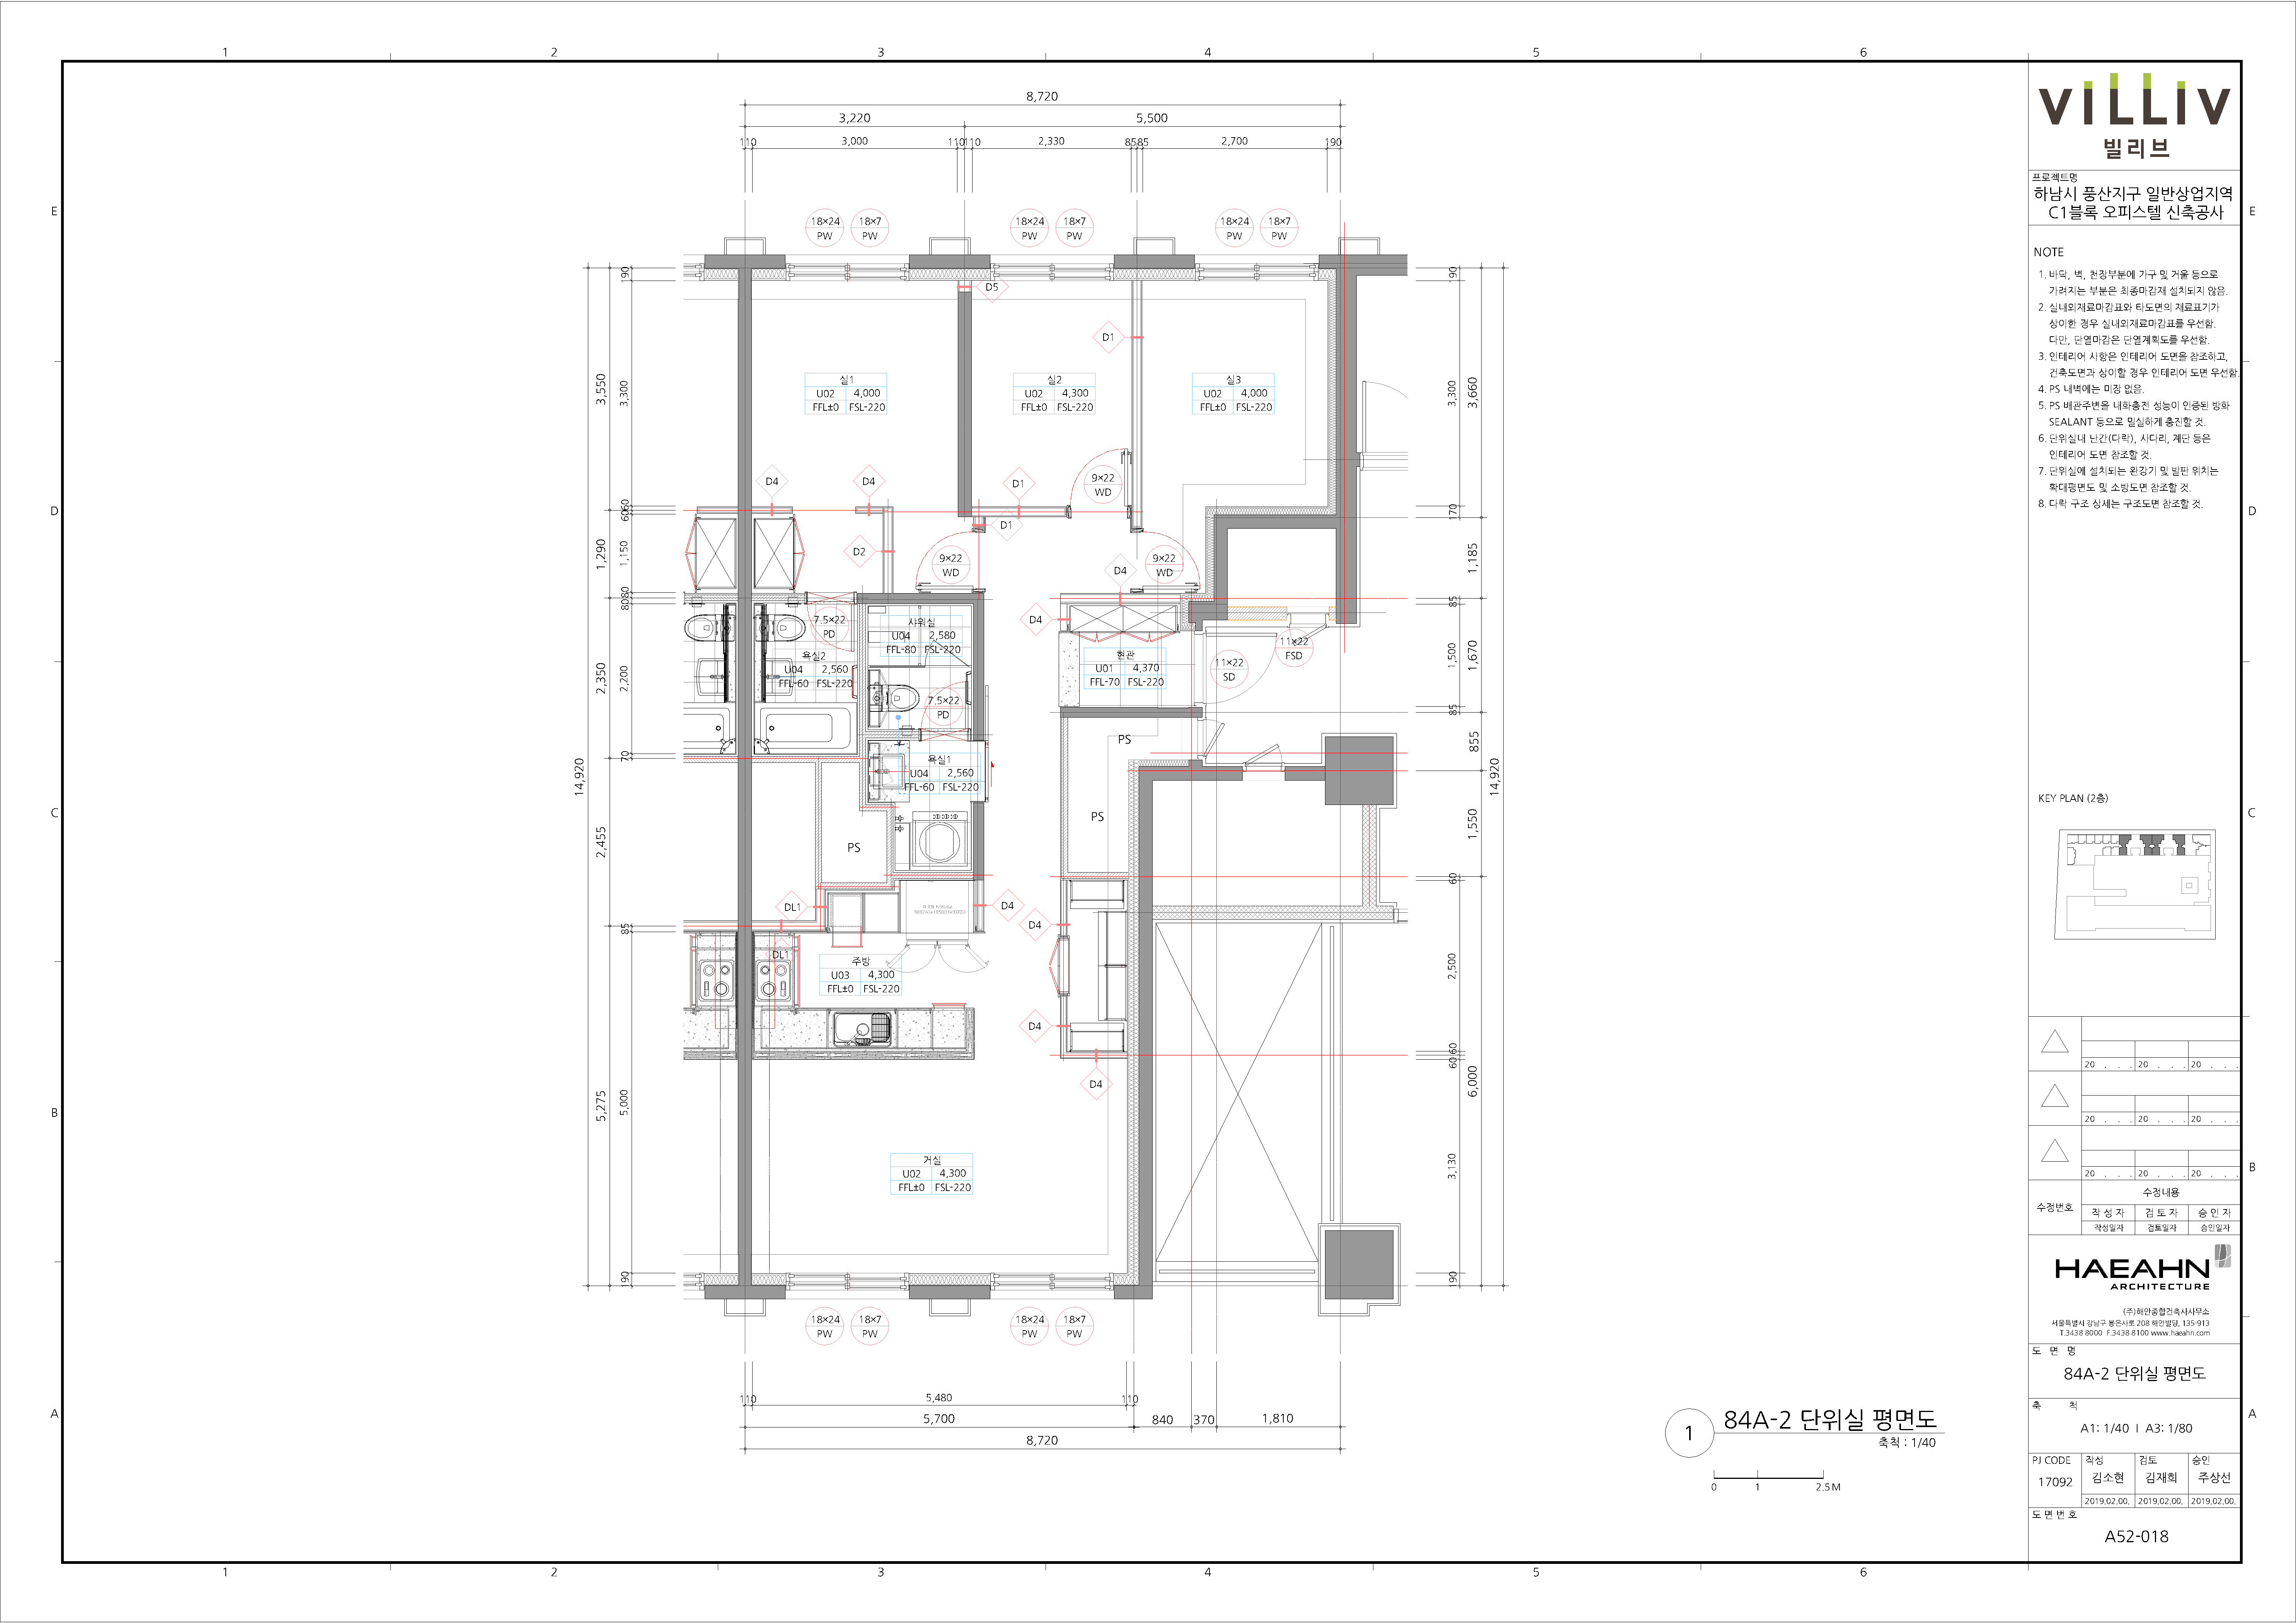 1 2 3 4 5 6
E
D
C
B
A
8,720
3,220 5,500
110 3,000 110 110 2,330 85 85 2,700 190
18×24 PW
18×7 PW
18×24 PW
18×7 PW
18×24 PW
18×7 PW
D5
D1
실1
U02 4,000
FFL±0 FSL-220
실2
U02 4,300
FFL±0 FSL-220
실3
U02 4,000
FFL±0 FSL-220
D4
D4
D1
9×22
WD
D1
D2
9×22
WD
9×22
WD
D4
D4
7.5×22
PD
샤워실
U04 2,580
FFL-80 FSL-220
욕실2
U04 2,560
FFL-60 FSL-220
현관
U01 4,370
FFL-70 FSL-220
11×22
SD
11×22
FSD
7.5×22
PD
욕실1
U04 2,560
FFL-60 FSL-220
PS
PS
PS
DL1
D4
D4
DL1
주방
U03 4,300
FFL±0 FSL-220
D4
D4
거실
U02 4,300
FFL±0 FSL-220
14,920
3,550
1,290
2,350
2,455
5,275
190
3,300
60
60
1,150
80
80
2,200
70
85
5,000
190
190
3,300
170
85
1,500
85
60
2,500
60
60
3,130
190
3,660
1,185
1,670
855
1,550
6,000
14,920
18×24 PW
18×7 PW
18×24 PW
18×7 PW
110 5,480 110
5,700 840 370 1,810
8,720
1
84A-2 단위실 평면도
축척 : 1/40
0 1 2.5 M
VILLIV
빌리브
프로젝트명
하남시 풍산지구 일반상업지역
C1블록 오피스텔 신축공사
NOTE
1. 바닥, 벽, 천장부분에 가구 및 거울 등으로
가려지는 부분은 최종마감재 설치되지 않음.
2. 실내외재료마감표와 타도면의 재료표기가
상이한 경우 실내외재료마감표를 우선함.
다만, 단열마감은 단열계획도를 우선함.
3. 인테리어 사항은 인테리어 도면을 참조하고,
건축도면과 상이할 경우 인테리어 도면 우선함.
4. PS 내벽에는 미장 없음.
5. PS 배관주변을 내화충전 성능이 인증된 방화
SEALANT 등으로 밀실하게 충진할 것.
6. 단위실내 난간(다락), 사다리, 계단 등은
인테리어 도면 참조할 것.
7. 단위실에 설치되는 완강기 및 발판 위치는
확대평면도 및 소방도면 참조할 것.
8. 다락 구조 상세는 구조도면 참조할 것.
KEY PLAN (2층)
20 . . . 20 . . . 20 . . .
20 . . . 20 . . . 20 . . .
20 . . . 20 . . . 20 . . .
수정번호
수정내용
작 성 자 검 토 자 승 인 자
작성일자 검토일자 승인일자
HAEAHN
ARCHITECTURE
(주)해안종합건축사사무소
서울특별시 강남구 봉은사로 208 해안빌딩, 135-913
T.3438 8000 F.3438 8100 www.haeahn.com
도 면 명
84A-2 단위실 평면도
축 척
A1: 1/40 I A3: 1/80
PJ CODE 작성 검토 승인
17092 김소현 김재희 주상선
2019.02.00. 2019.02.00. 2019.02.00.
도 면 번 호
A52-018
E
D
C
B
A
1 2 3 4 5 6